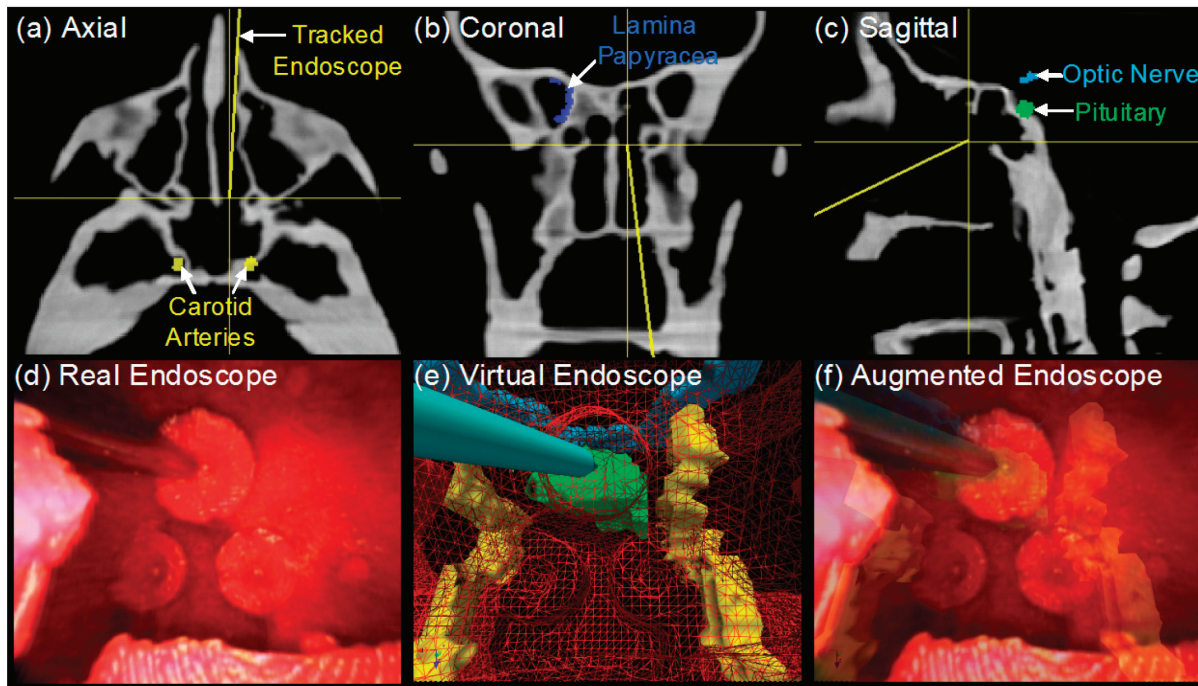 (a) Axial
Tracked
Endoscope
Carotid
Arteries
(b) Coronal
Lamina
Papyracea
(c) Sagittal
Optic Nerve
Pituitary
(d) Real Endoscope
(e) Virtual Endoscope
(f) Augmented Endoscope